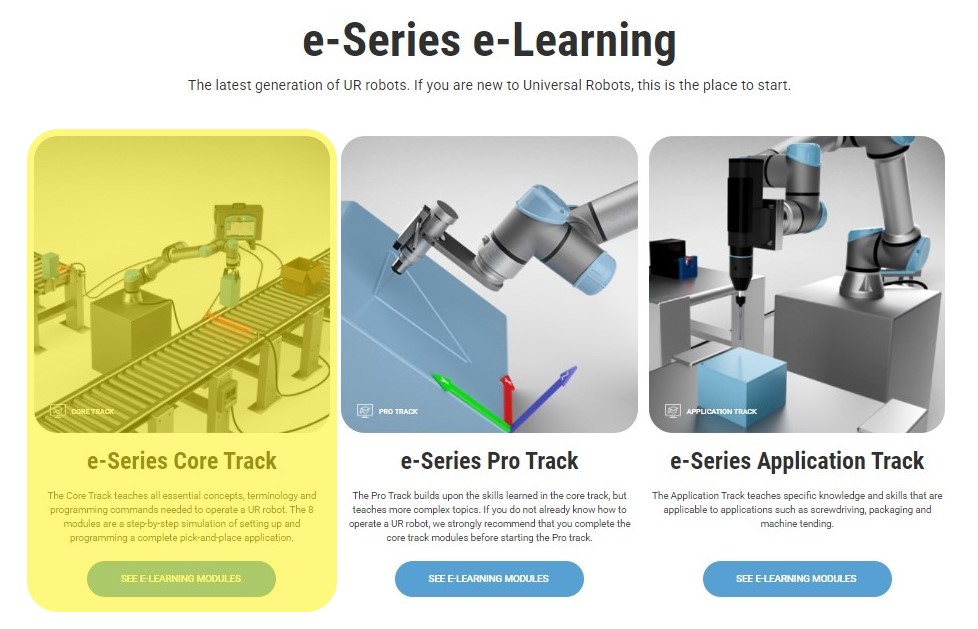 e-Series e-Learning
The latest generation of UR robots. If you are new to Universal Robots, this is the place to start.
CORE TRACK
PRO TRACK
APPLICATION TRACK
e-Series Core Track
The Core Track teaches all essential concepts, terminology and
programming commands needed to operate a UR robot. The 8
modules are a step-by-step simulation of setting up and
programming a complete pick-and-place application.
SEE E-LEARNING MODULES
e-Series Pro Track
The Pro Track builds upon the skills learned in the core track, but
teaches more complex topics. If you do not already know how to
operate a UR robot, we strongly recommend that you complete the
core track modules before starting the Pro track.
SEE E-LEARNING MODULES
e-Series Application Track
The Application Track teaches specific knowledge and skills that are
applicable to applications such as screwdriving, packaging and
machine tending.
SEE E-LEARNING MODULES